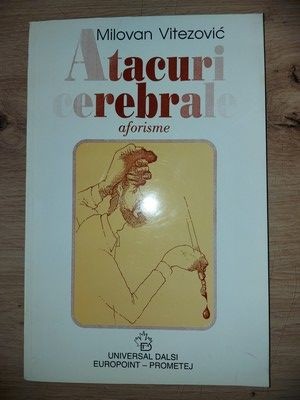 Milovan Vitezović
Atacuri
cerebrale
aforisme
UNIVERSAL DALSI
EUROPOINT – PROMETEJ